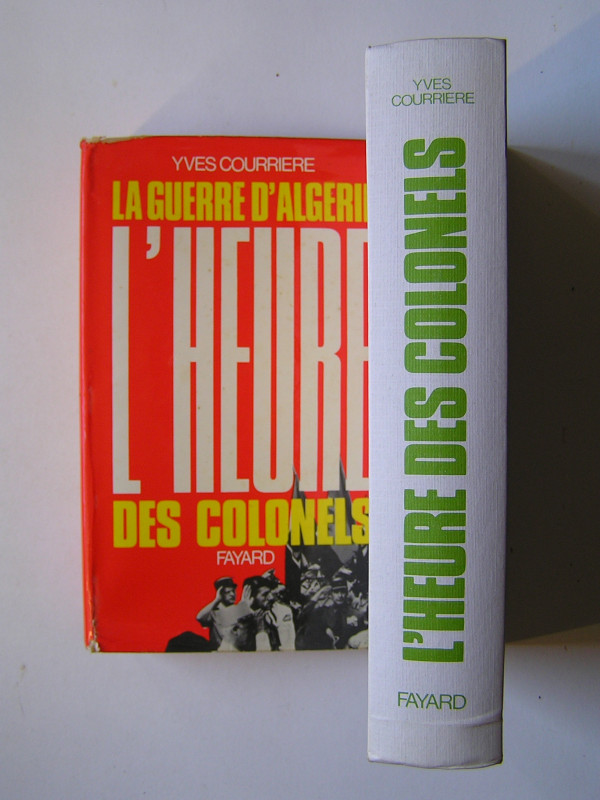 YVES COURRIERE
LA GUERRE D'ALGERI
L'HEURE
DES COLONELS
FAYARD
YVES
COURRIERE
L'HEURE DES COLONELS
FAYARD